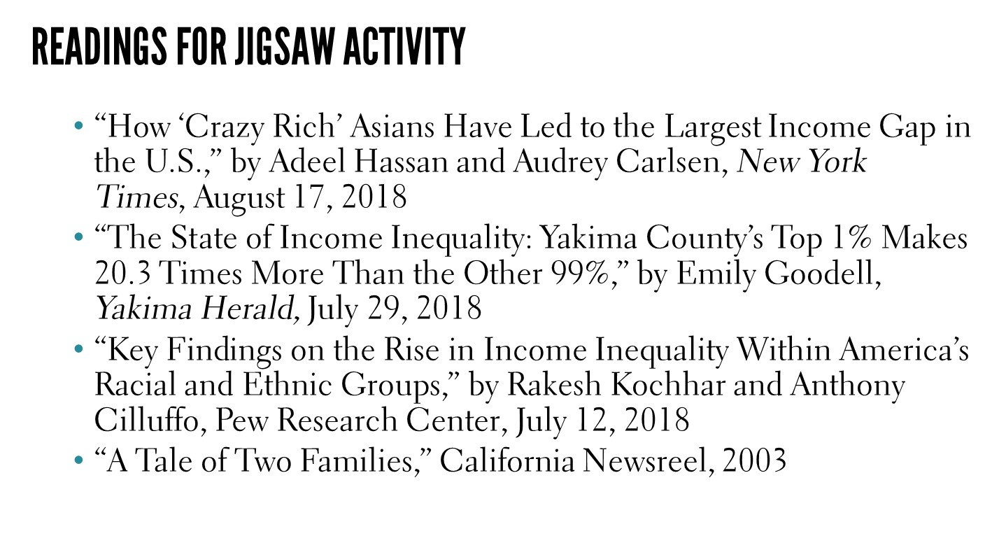 READINGS FOR JIGSAW ACTIVITY
• “How ‘Crazy Rich’ Asians Have Led to the Largest Income Gap in
the U.S.,” by Adeel Hassan and Audrey Carlsen, New York
Times, August 17, 2018
• “The State of Income Inequality: Yakima County’s Top 1% Makes
20.3 Times More Than the Other 99%,” by Emily Goodell,
Yakima Herald, July 29, 2018
• “Key Findings on the Rise in Income Inequality Within America’s
Racial and Ethnic Groups,” by Rakesh Kochhar and Anthony
Cilluffo, Pew Research Center, July 12, 2018
• “A Tale of Two Families,” California Newsreel, 2003